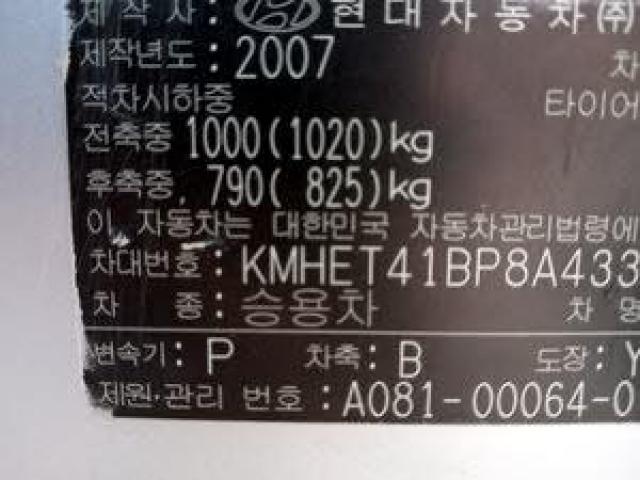 제 작 사 : 현대자동차(주)
제작년도 : 2007 차
적차시하중 타이어
전축중 1000(1020)kg
후축중, 790( 825)kg
이 자동차는 대한민국 자동차관리법령에
차대번호: KMHET41BP8A433
차 종: 승용차 차 명
변속기: P 차축: B 도장: Y
제원·관리 번호 : A081-00064-0